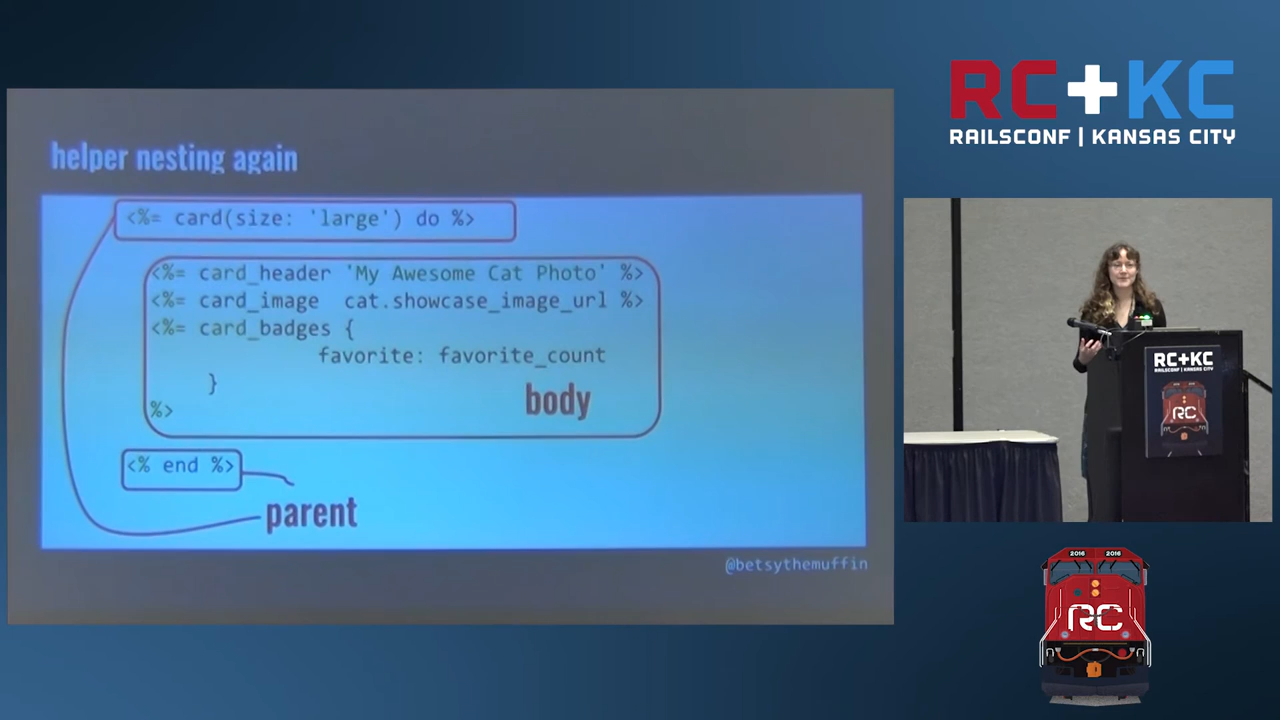 RC+KC
RAILSCONF | KANSAS CITY
helper nesting again
<%= card(size: 'large') do %>
<%= card_header 'My Awesome Cat Photo' %>
<%= card_image cat.showcase_image_url %>
<%= card_badges {
favorite: favorite_count
}
%>
body
<% end %>
parent
@betsythemuffin
RC+KC
RAILSCONF | KANSAS CITY
RC
2016 2016
RC